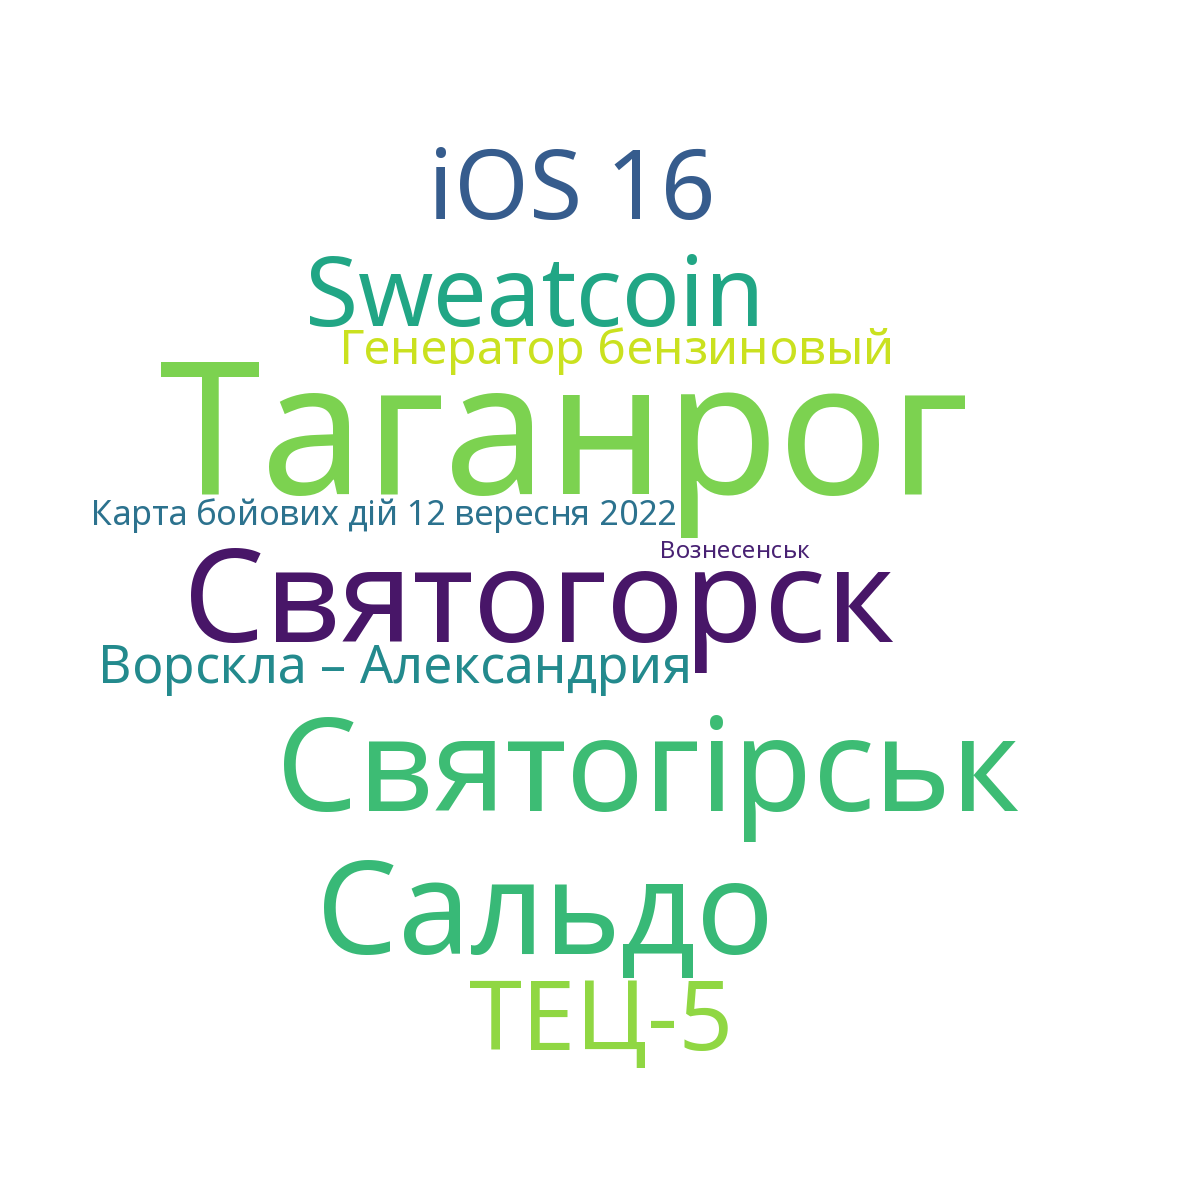 iOS 16
Sweatcoin
Генератор бензиновый
Таганрог
Карта бойових дій 12 вересня 2022
Вознесенськ
Святогорск
Ворскла – Александрия
Святогірськ
Сальдо
ТЕЦ-5